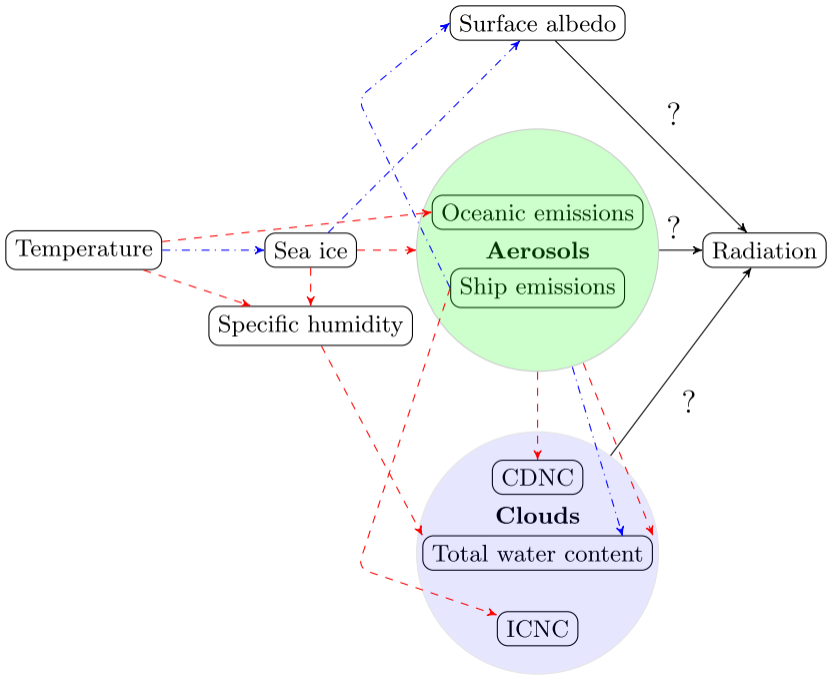 Surface albedo
?
Oceanic emissions
?
Temperature
Sea ice
Aerosols
Radiation
Ship emissions
Specific humidity
?
CDNC
Clouds
Total water content
ICNC